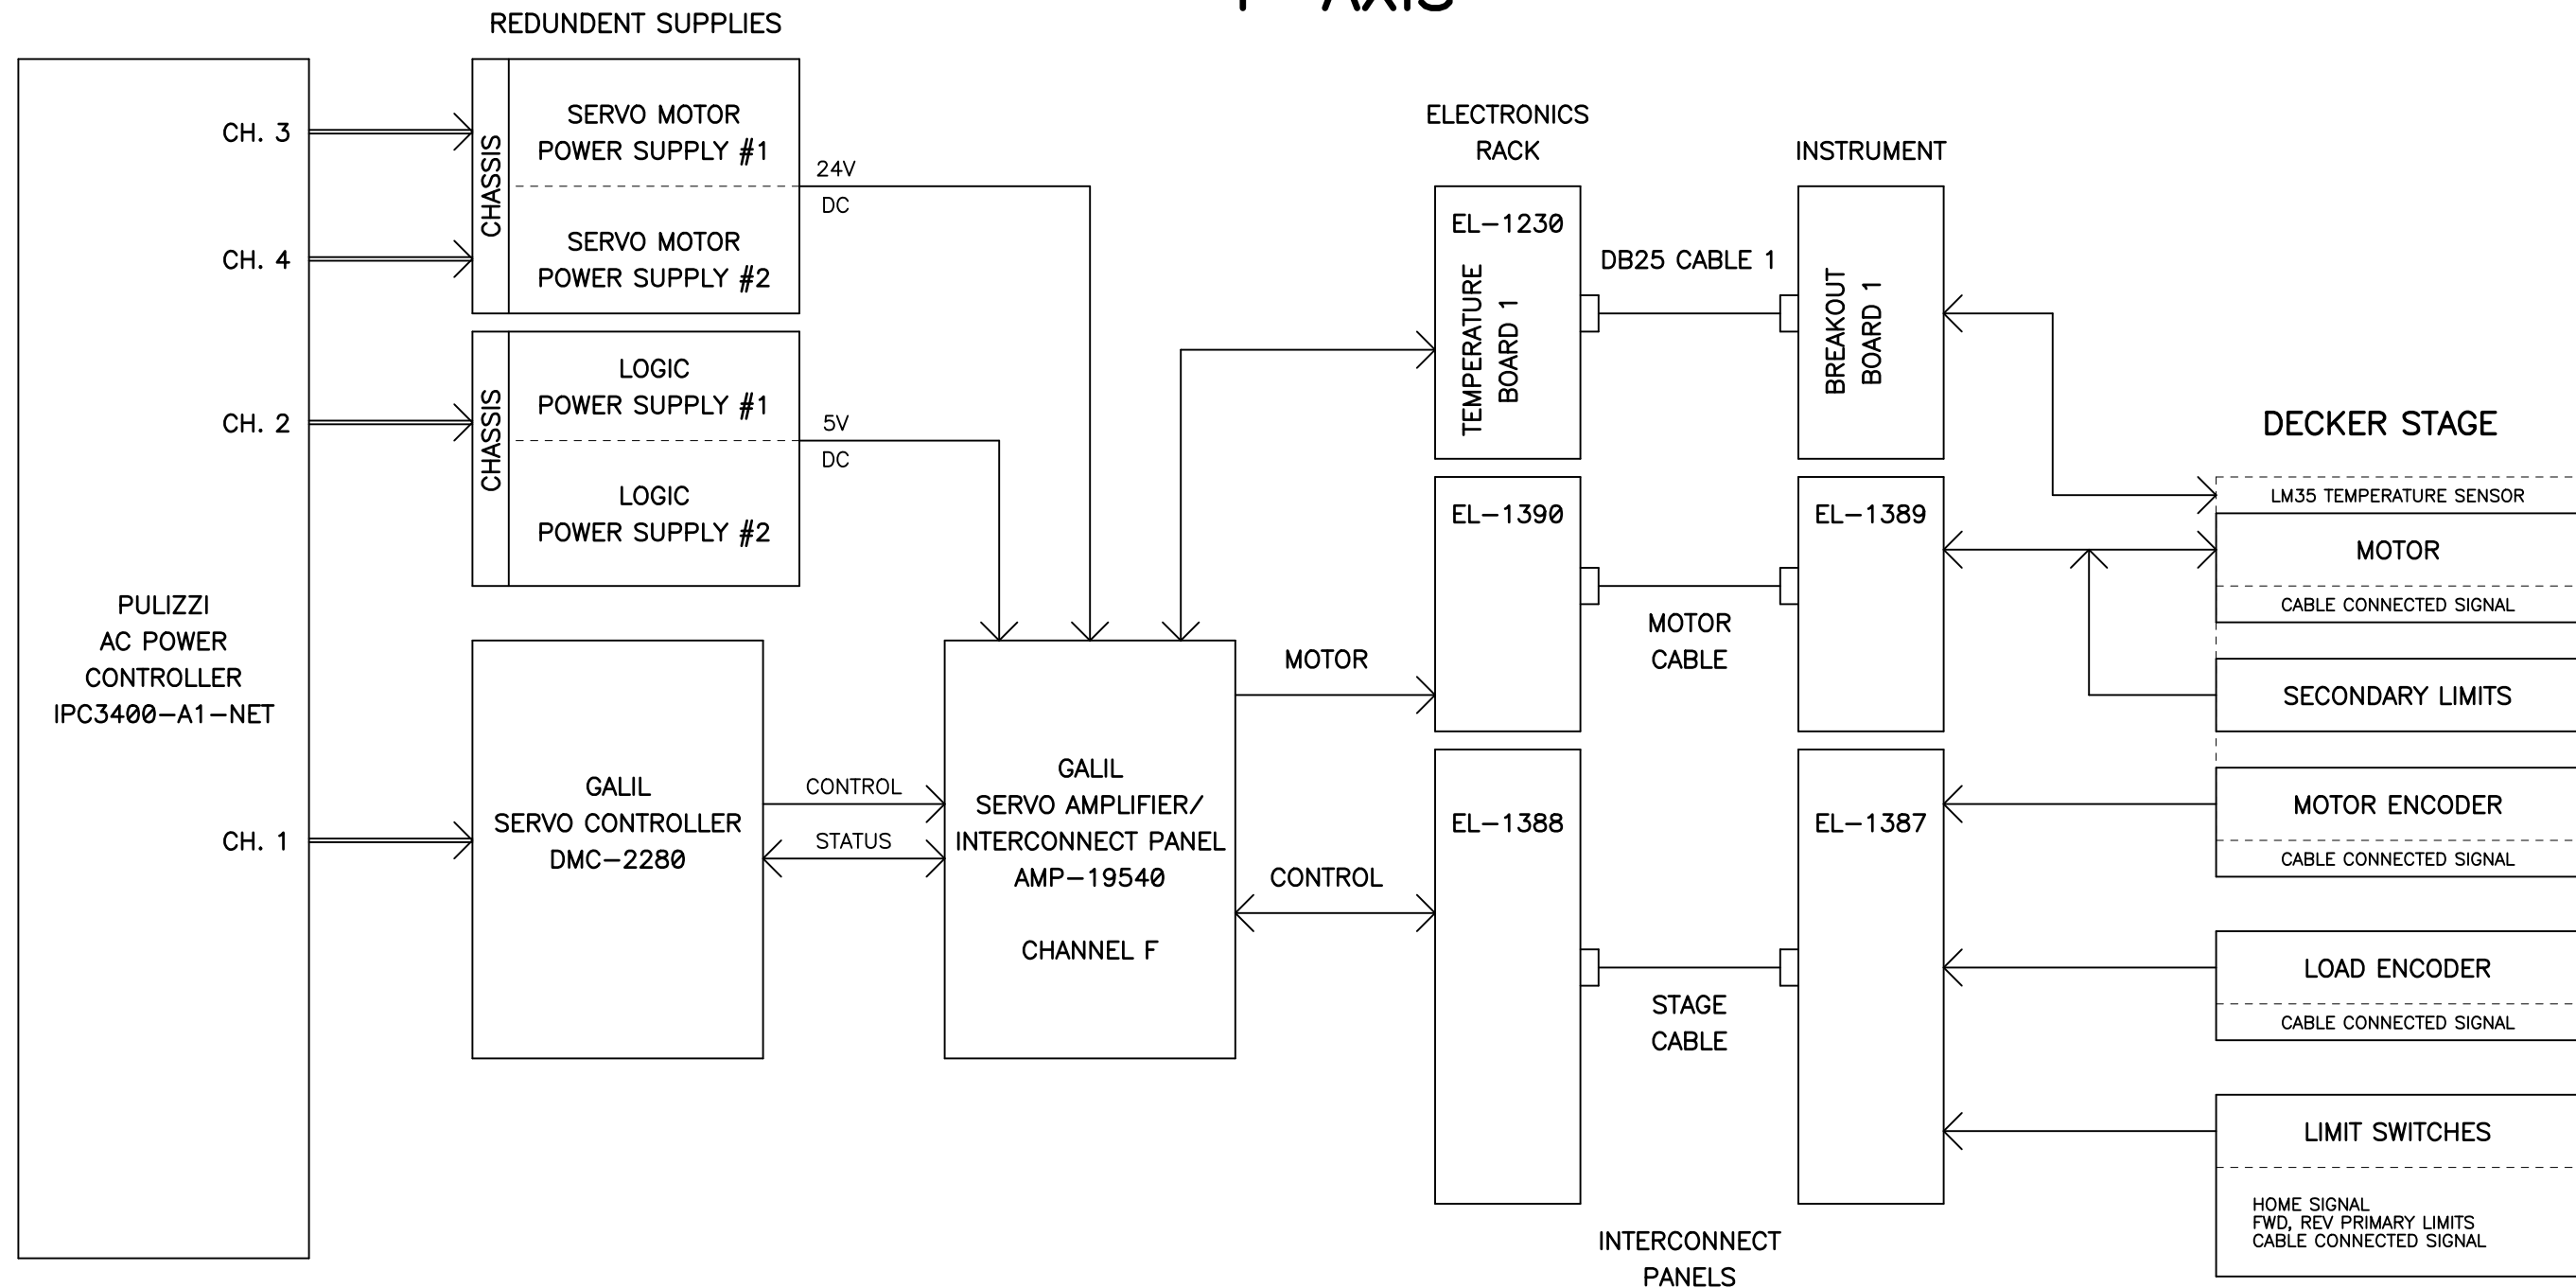 AXIS
REDUNDENT SUPPLIES
CH. 3
CH. 4
CH. 2
CH. 1
PULIZZI
AC POWER
CONTROLLER
IPC3400-A1-NET
CHASSIS
SERVO MOTOR
POWER SUPPLY #1
SERVO MOTOR
POWER SUPPLY #2
24V
DC
CHASSIS
LOGIC
POWER SUPPLY #1
LOGIC
POWER SUPPLY #2
5V
DC
GALIL
SERVO CONTROLLER
DMC-2280
CONTROL
STATUS
GALIL
SERVO AMPLIFIER/
INTERCONNECT PANEL
AMP-19540
CHANNEL F
MOTOR
CONTROL
ELECTRONICS
RACK
EL-1230
TEMPERATURE
BOARD 1
DB25 CABLE 1
INSTRUMENT
BREAKOUT
BOARD 1
EL-1390
MOTOR
CABLE
EL-1389
EL-1388
STAGE
CABLE
EL-1387
INTERCONNECT
PANELS
DECKER STAGE
LM35 TEMPERATURE SENSOR
MOTOR
CABLE CONNECTED SIGNAL
SECONDARY LIMITS
MOTOR ENCODER
CABLE CONNECTED SIGNAL
LOAD ENCODER
CABLE CONNECTED SIGNAL
LIMIT SWITCHES
HOME SIGNAL
FWD, REV PRIMARY LIMITS
CABLE CONNECTED SIGNAL